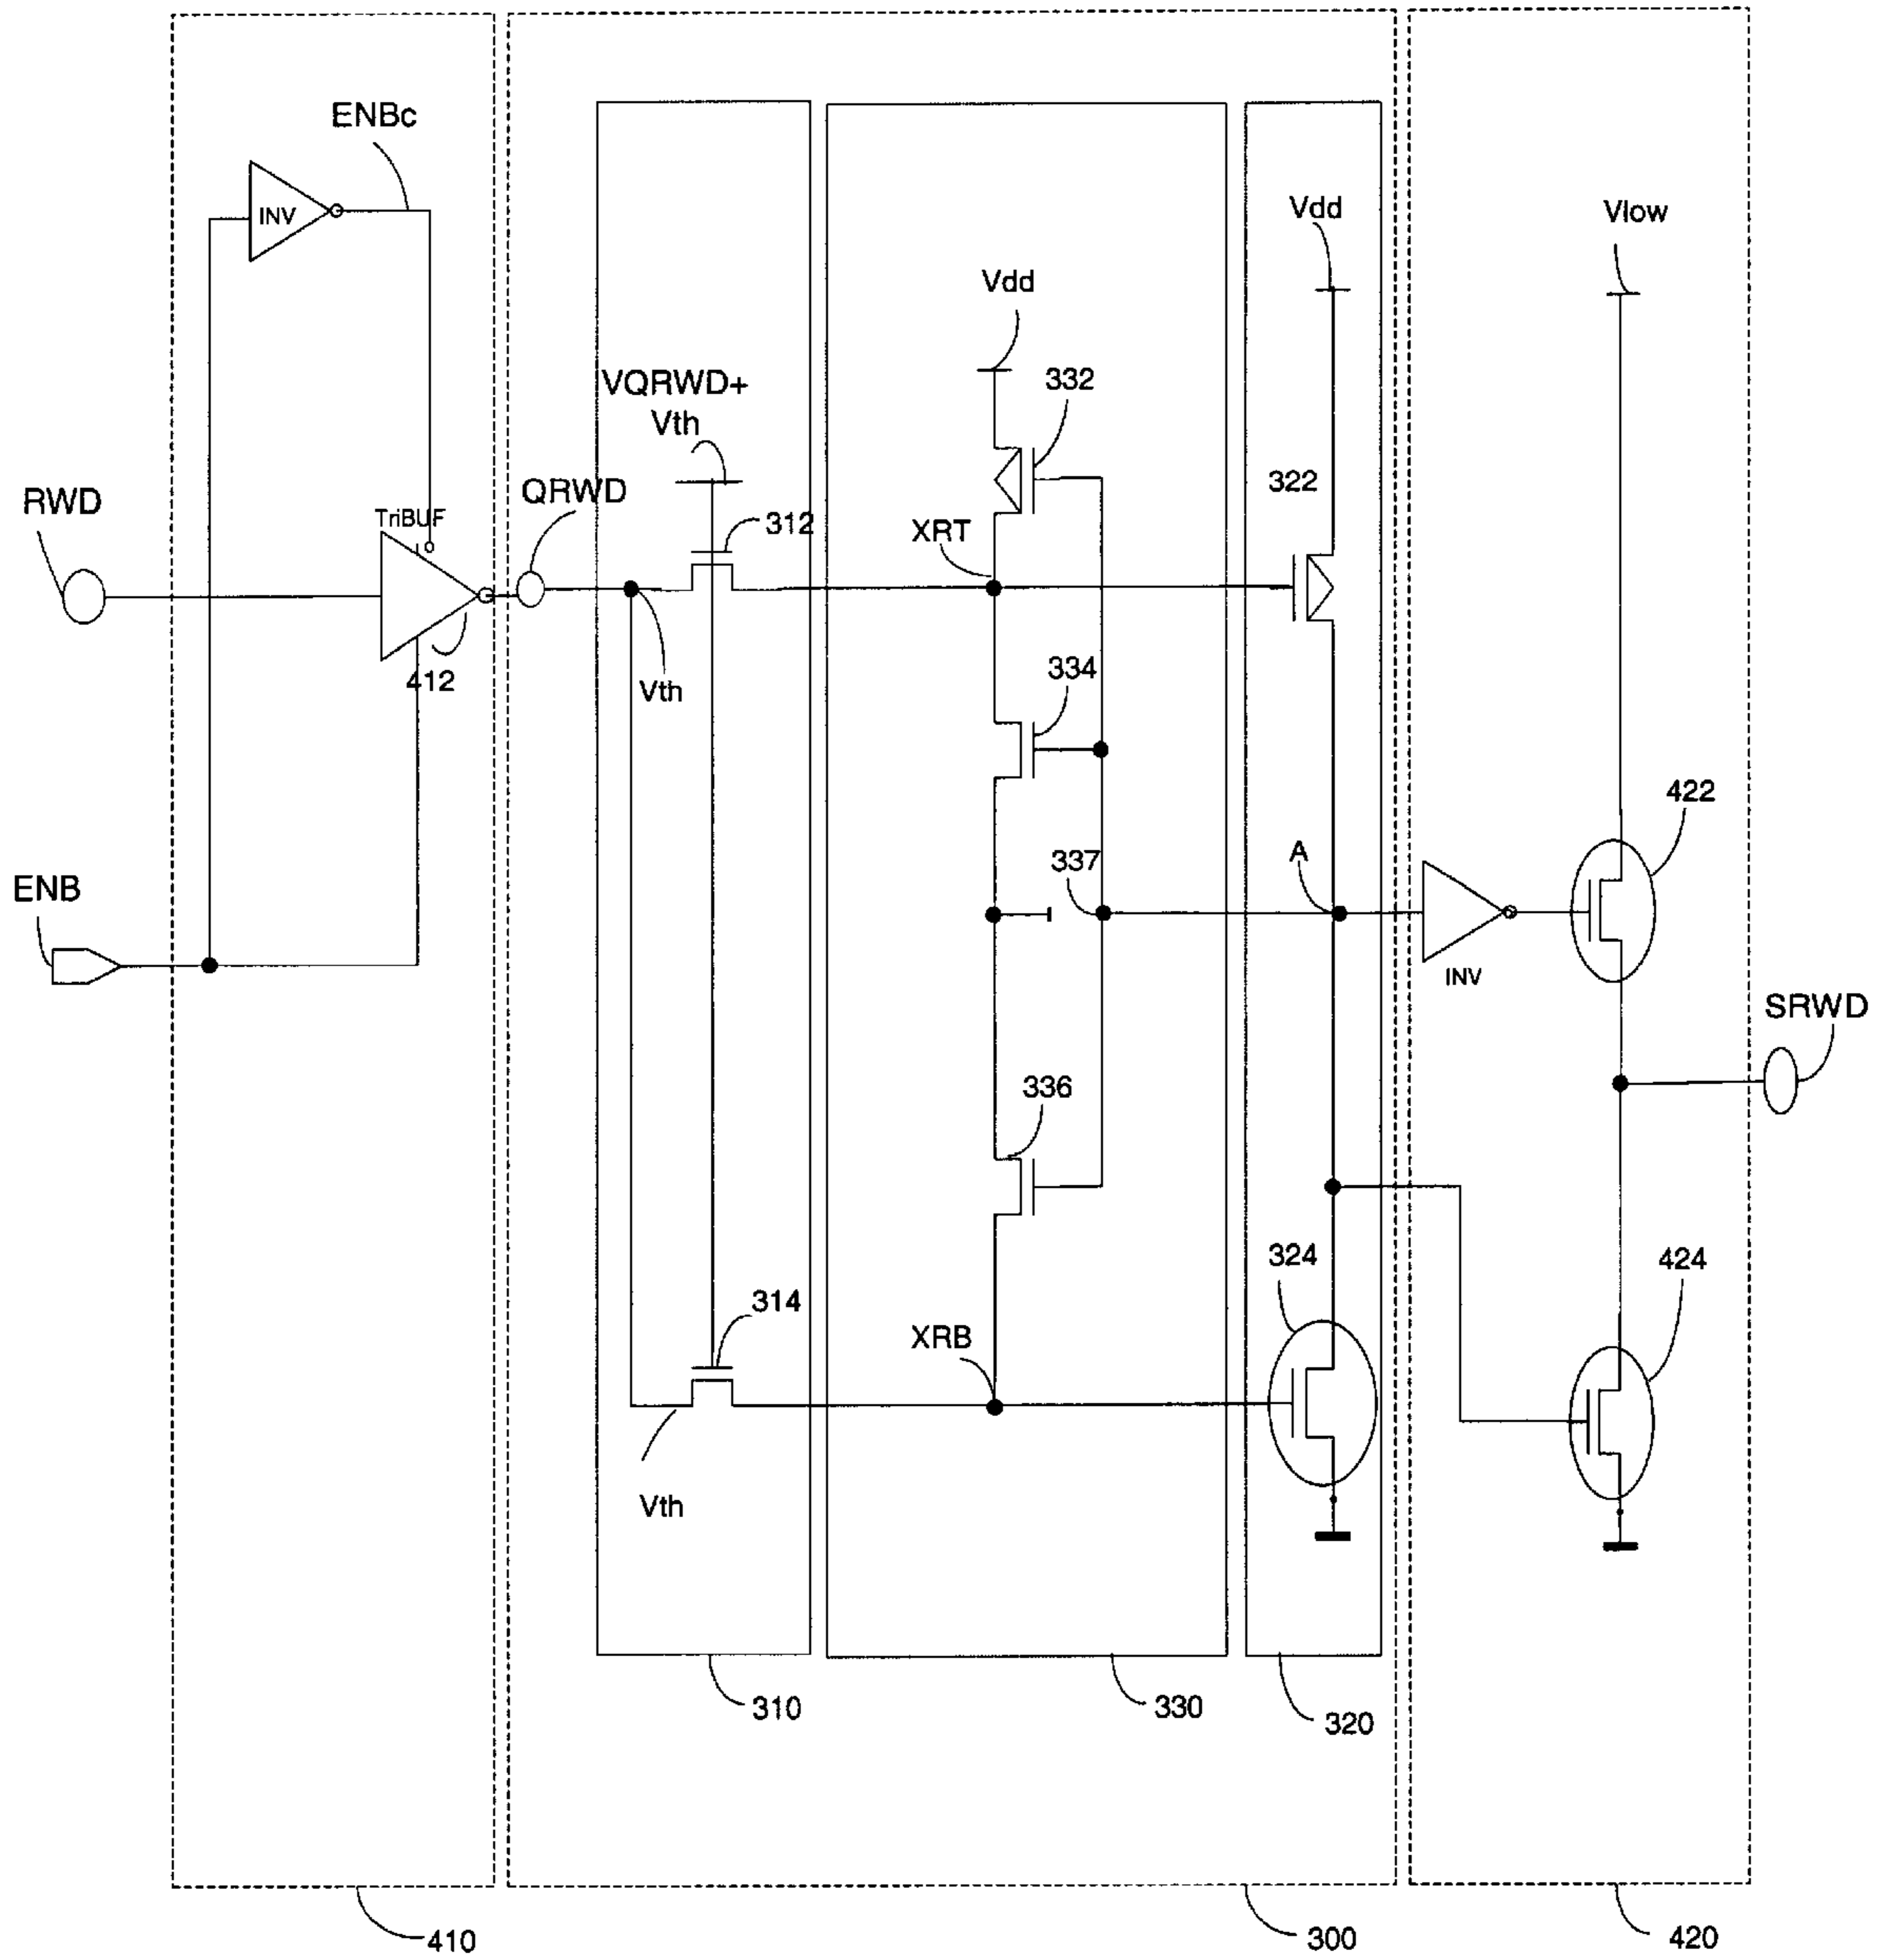 ENBc
INV
Vdd
Vlow
Vdd
VQRWD+
Vth
332
322
RWD
TriBUF
QRWD
312
XRT
412
Vth
334
422
337
A
ENB
INV
SRWD
336
324
424
314
XRB
Vth
310
330
320
410
300
420